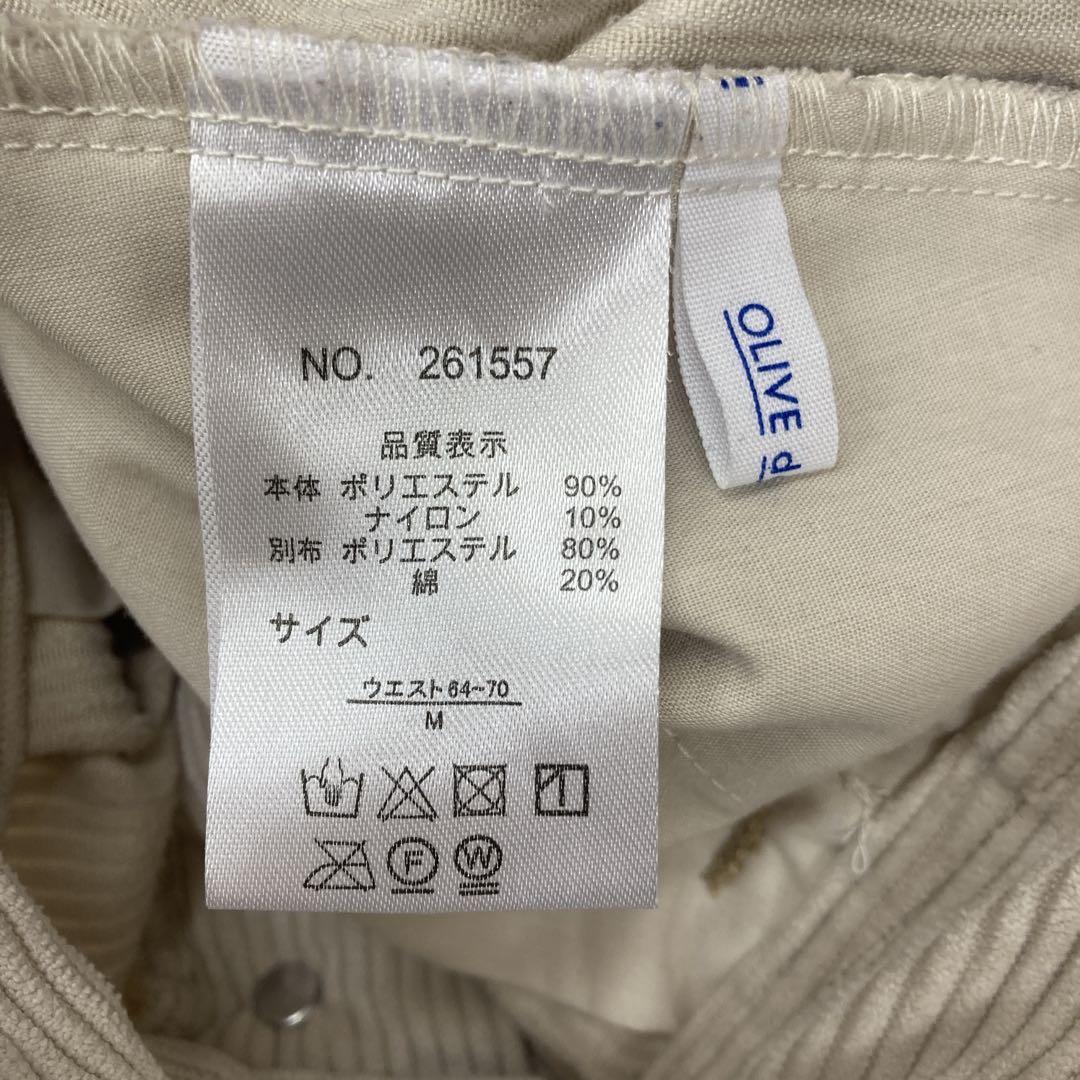 NO. 261557
品質表示
本体 ポリエステル 90%
ナイロン 10%
別布 ポリエステル 80%
綿 20%
サイズ
ウエスト64~70
M
F
W
OLIVE d